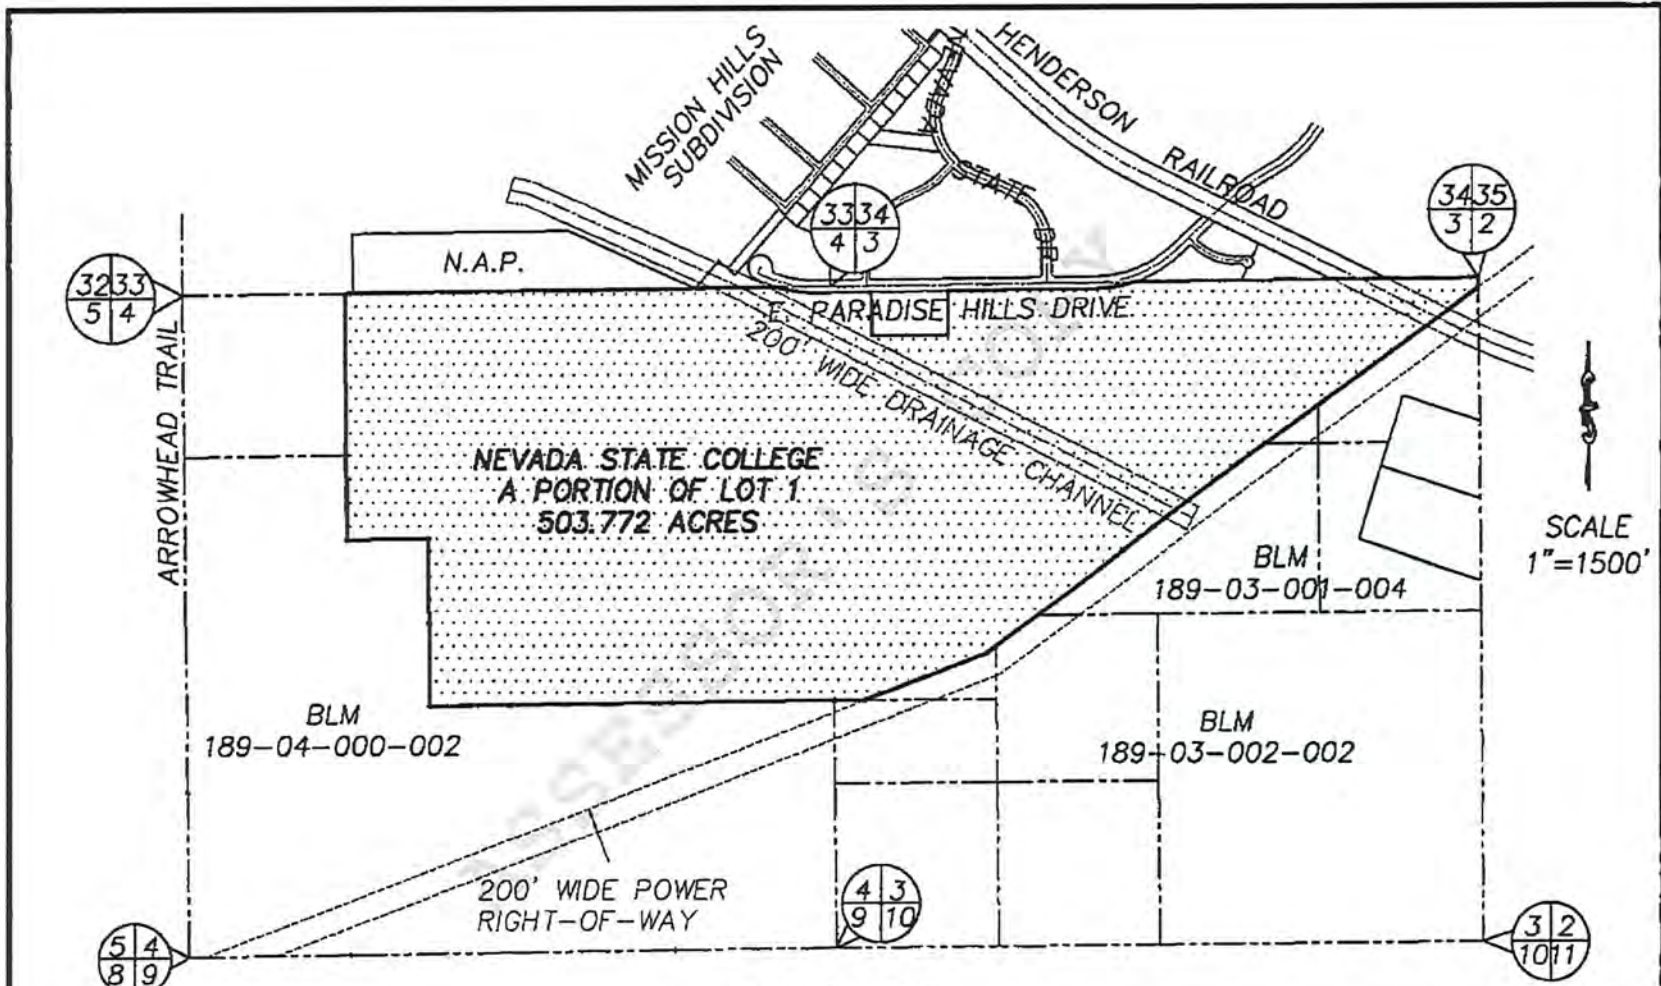 MISSION HILLS
SUBDIVISION
NEVADA
STATE
HENDERSON
RAILROAD
33 34
4 3
34 35
3 2
32 33
5 4
N.A.P.
E. PARADISE HILLS DRIVE
200' WIDE DRAINAGE CHANNEL
ARROWHEAD TRAIL
NEVADA STATE COLLEGE
A PORTION OF LOT 1
503.772 ACRES
SCALE
1"=1500'
BLM
189-03-001-004
BLM
189-04-000-002
BLM
189-03-002-002
200' WIDE POWER
RIGHT-OF-WAY
4 3
9 10
5 4
8 9
3 2
10 11
ASSESSOR'S